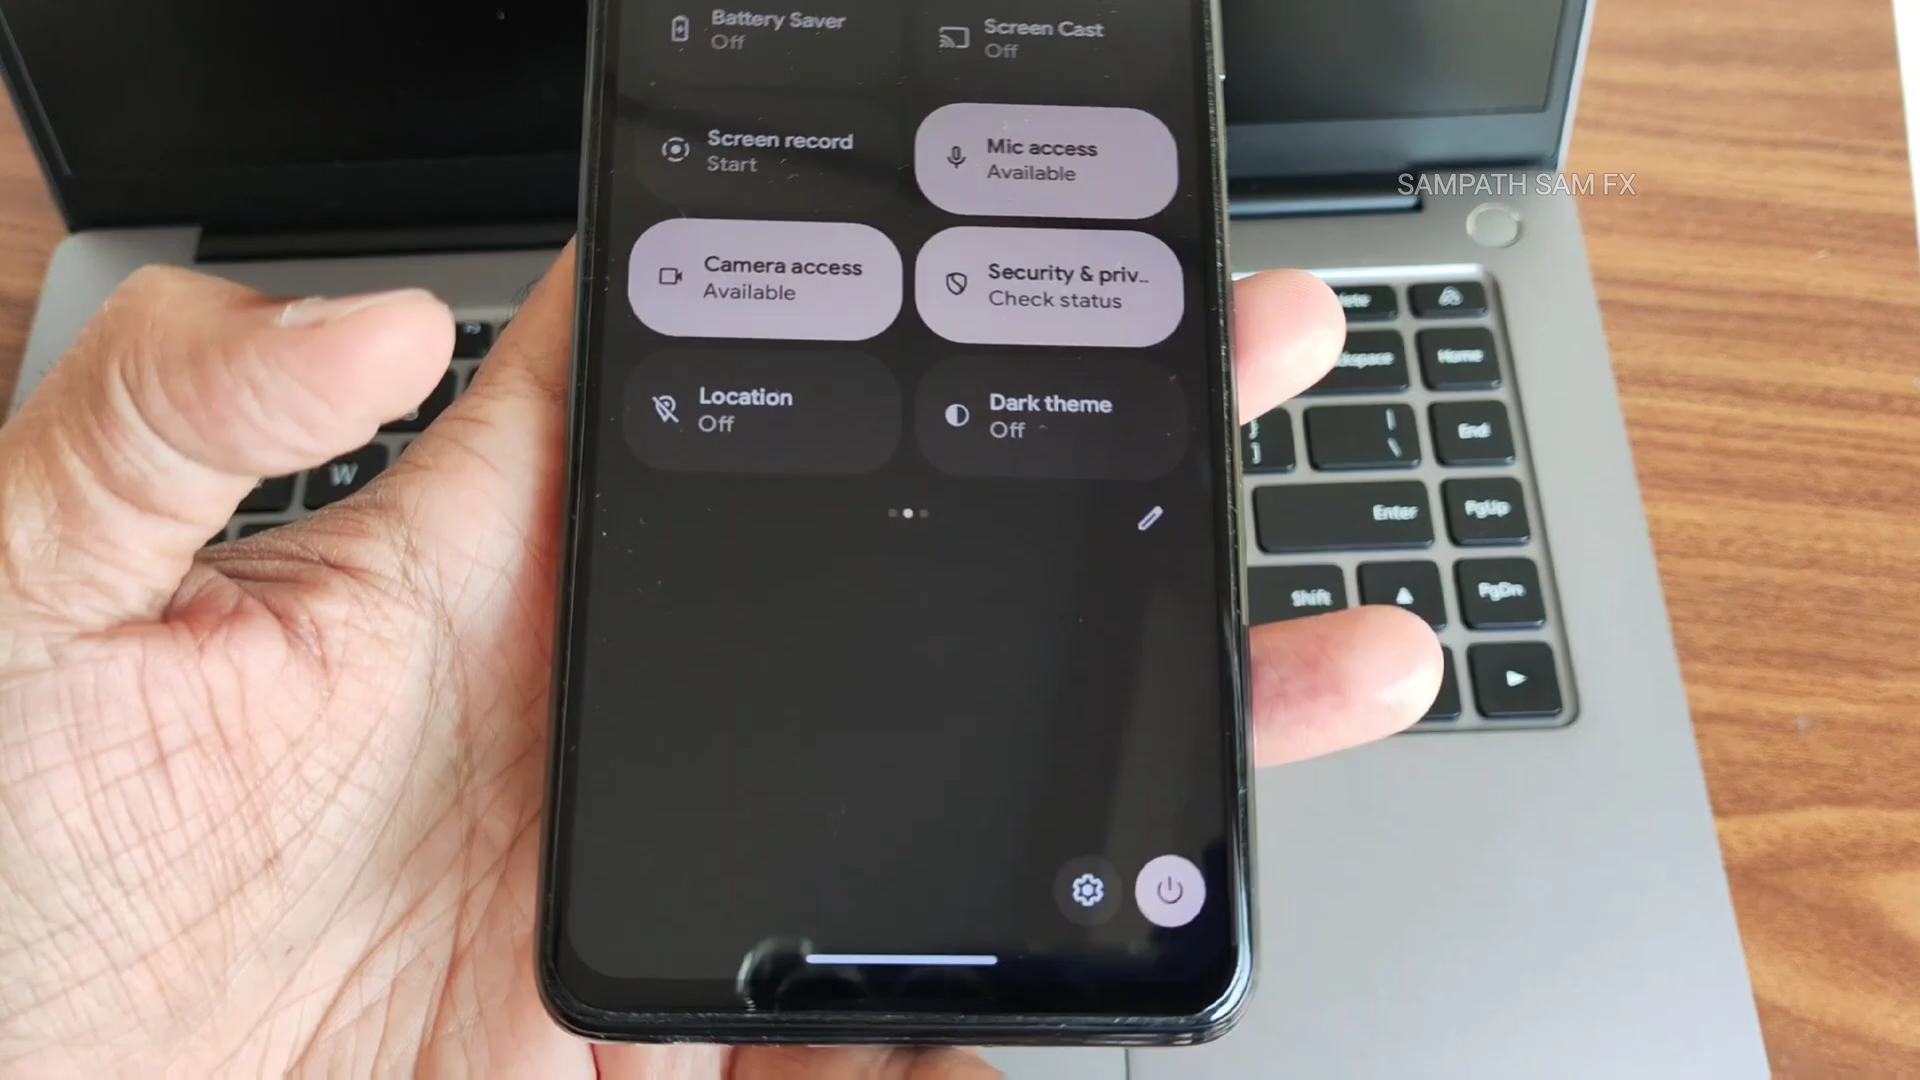 Battery Saver
Off
Screen Cast
Off
Screen record
Start
Mic access
Available
SAMPATH SAM FX
Camera access
Available
Security & priv..
Check status
Location
Off
Dark theme
Off
Home
End
Enter
PgUp
Shift
PgDn
W